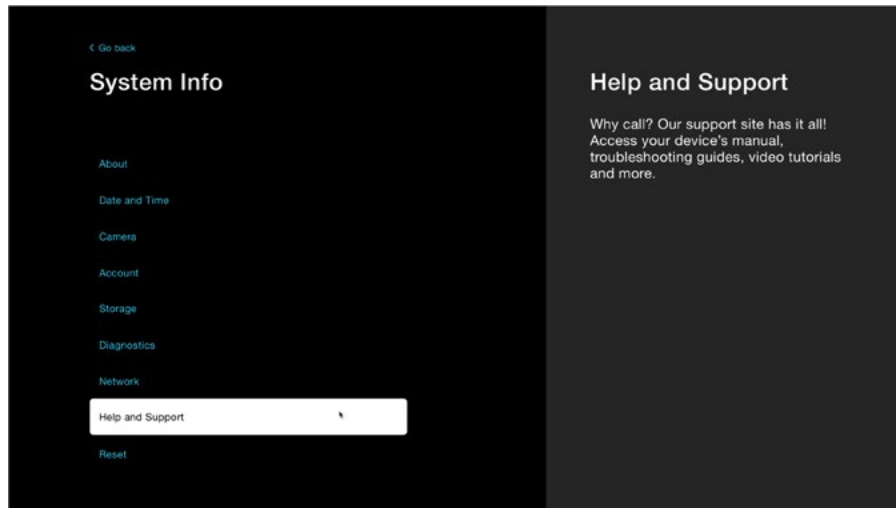 < Go back
System Info
About
Date and Time
Camera
Account
Storage
Diagnostics
Network
Help and Support
Reset
Help and Support
Why call? Our support site has it all!
Access your device's manual,
troubleshooting guides, video tutorials
and more.